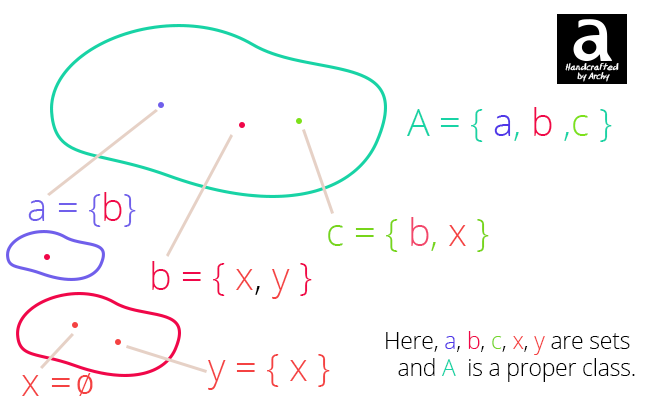 a
Handcrafted
by Archy
A = { a, b ,c }
a = {b}
c = { b, x }
b = { x, y }
Here, a, b, c, x, y are sets
and A is a proper class.
y = { x }
x =ø